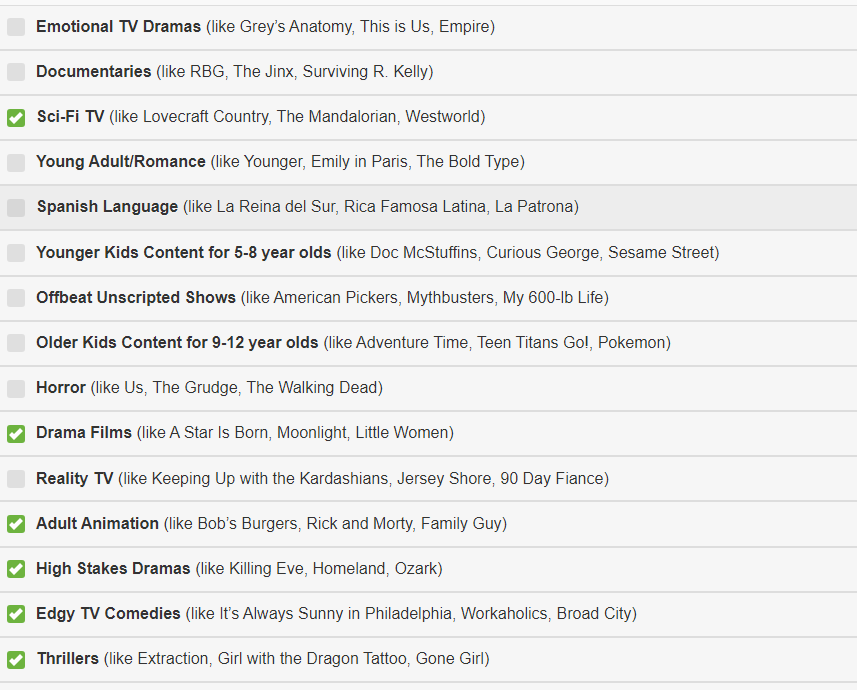 Emotional TV Dramas (like Grey’s Anatomy, This is Us, Empire)
Documentaries (like RBG, The Jinx, Surviving R. Kelly)
Sci-Fi TV (like Lovecraft Country, The Mandalorian, Westworld)
Young Adult/Romance (like Younger, Emily in Paris, The Bold Type)
Spanish Language (like La Reina del Sur, Rica Famosa Latina, La Patrona)
Younger Kids Content for 5-8 year olds (like Doc McStuffins, Curious George, Sesame Street)
Offbeat Unscripted Shows (like American Pickers, Mythbusters, My 600-lb Life)
Older Kids Content for 9-12 year olds (like Adventure Time, Teen Titans Go!, Pokemon)
Horror (like Us, The Grudge, The Walking Dead)
Drama Films (like A Star Is Born, Moonlight, Little Women)
Reality TV (like Keeping Up with the Kardashians, Jersey Shore, 90 Day Fiance)
Adult Animation (like Bob’s Burgers, Rick and Morty, Family Guy)
High Stakes Dramas (like Killing Eve, Homeland, Ozark)
Edgy TV Comedies (like It’s Always Sunny in Philadelphia, Workaholics, Broad City)
Thrillers (like Extraction, Girl with the Dragon Tattoo, Gone Girl)